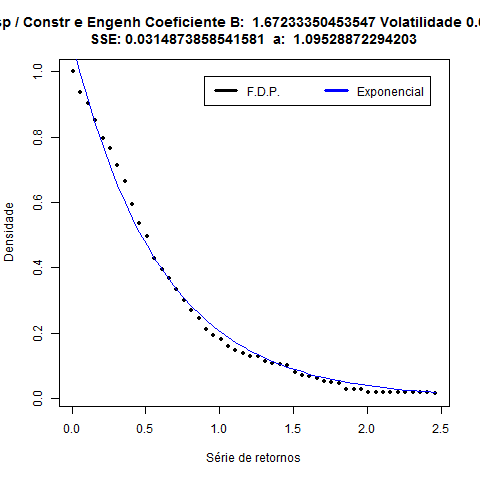 / Constr e Engenh Coeficiente B: 1.67233350453547 Volatilidade
SSE: 0.0314873858541581 a: 1.09528872294203
F.D.P.
Exponencial
Densidade
1.0
0.8
0.6
0.4
0.2
0.0
0.0 0.5 1.0 1.5 2.0 2.5
Série de retornos